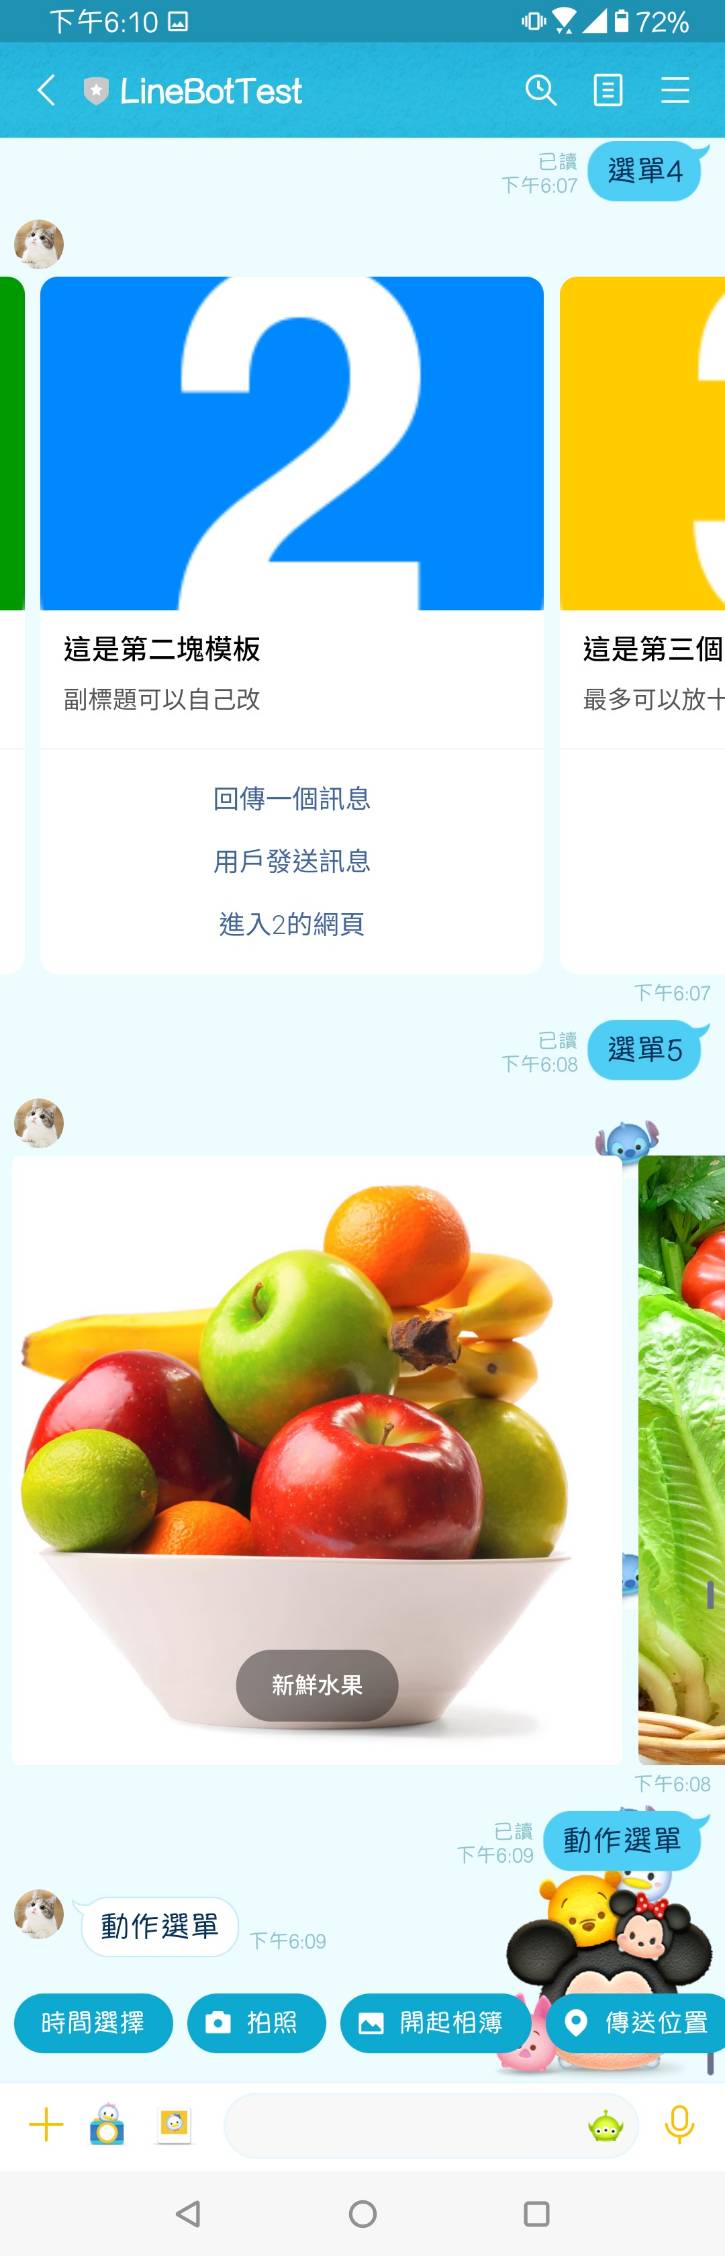 下午6:10
72%
LineBotTest
已讀
下午6:07
選單4
2
這是第二塊模板
副標題可以自己改
回傳一個訊息
用戶發送訊息
進入2的網頁
這是第三個
最多可以放十
下午6:07
已讀
下午6:08
選單5
新鮮水果
下午6:08
已讀
下午6:09
動作選單
動作選單
下午6:09
時間選擇
拍照
開起相簿
傳送位置